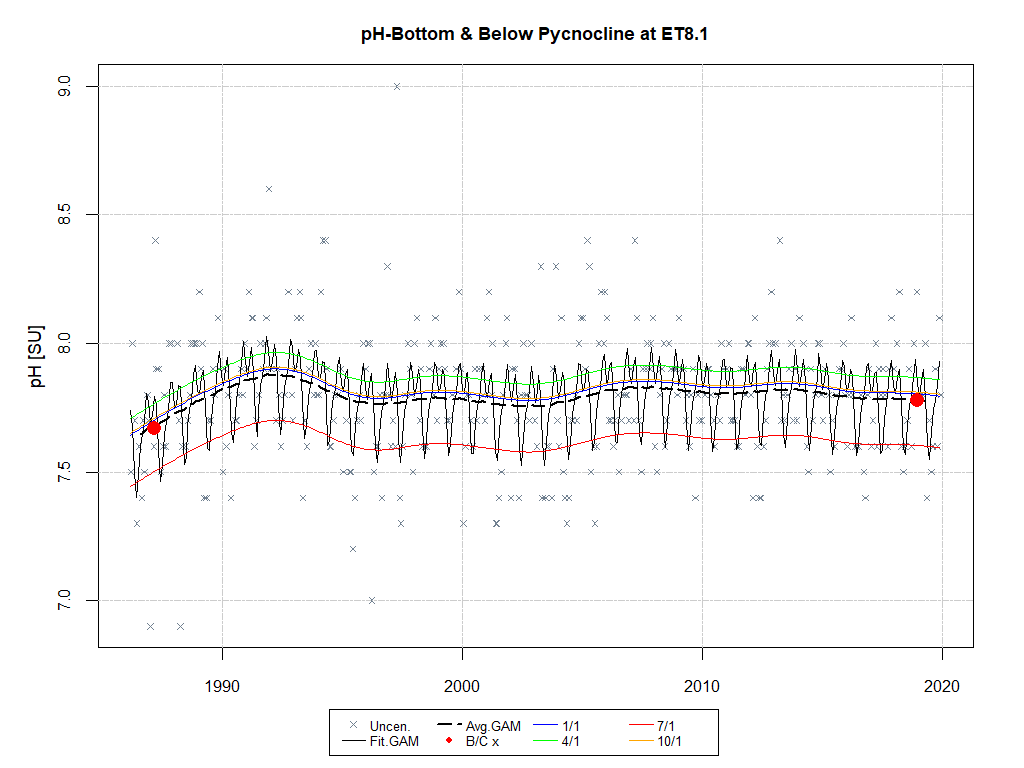 pH-Bottom & Below Pycnocline at ET8.1
pH [SU]
9.0
8.5
8.0
7.5
7.0
1990 2000 2010 2020
Uncen. Avg.GAM 1/1 7/1
Fit.GAM B/C x 4/1 10/1